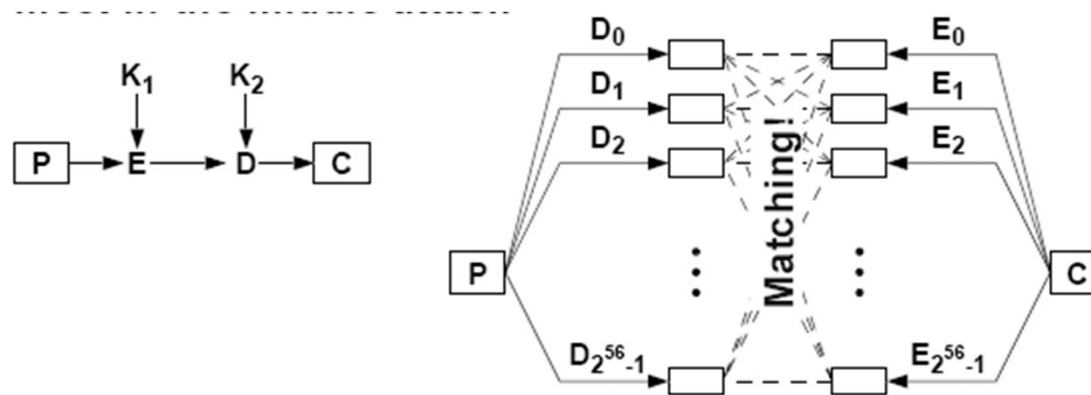 K1 K2
P E D C
D0 E0
D1 E1
D2 E2
Matching!
P C
D2^56-1 E2^56-1